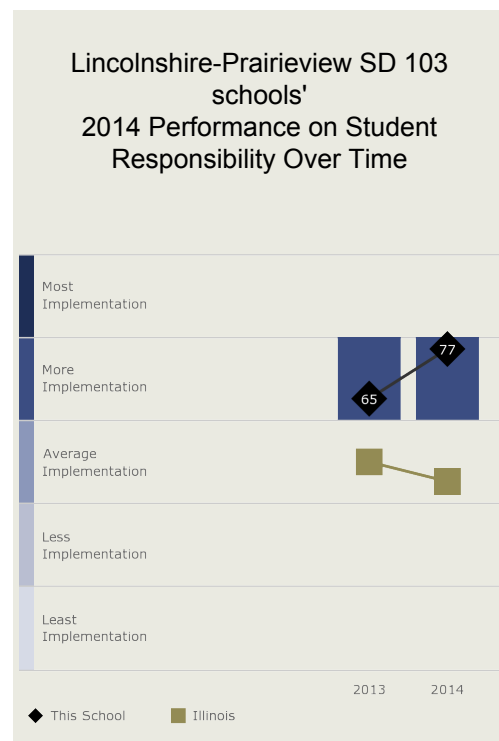 Lincolnshire-Prairieview SD 103
schools'
2014 Performance on Student
Responsibility Over Time
Most
Implementation
More
Implementation
77
65
Average
Implementation
Less
Implementation
Least
Implementation
2013 2014
This School Illinois